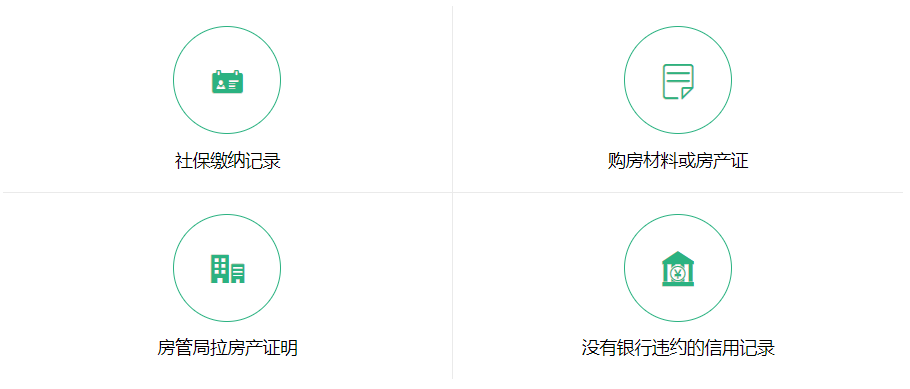 社保缴纳记录
购房材料或房产证
房管局拉房产证明
没有银行违约的信用记录